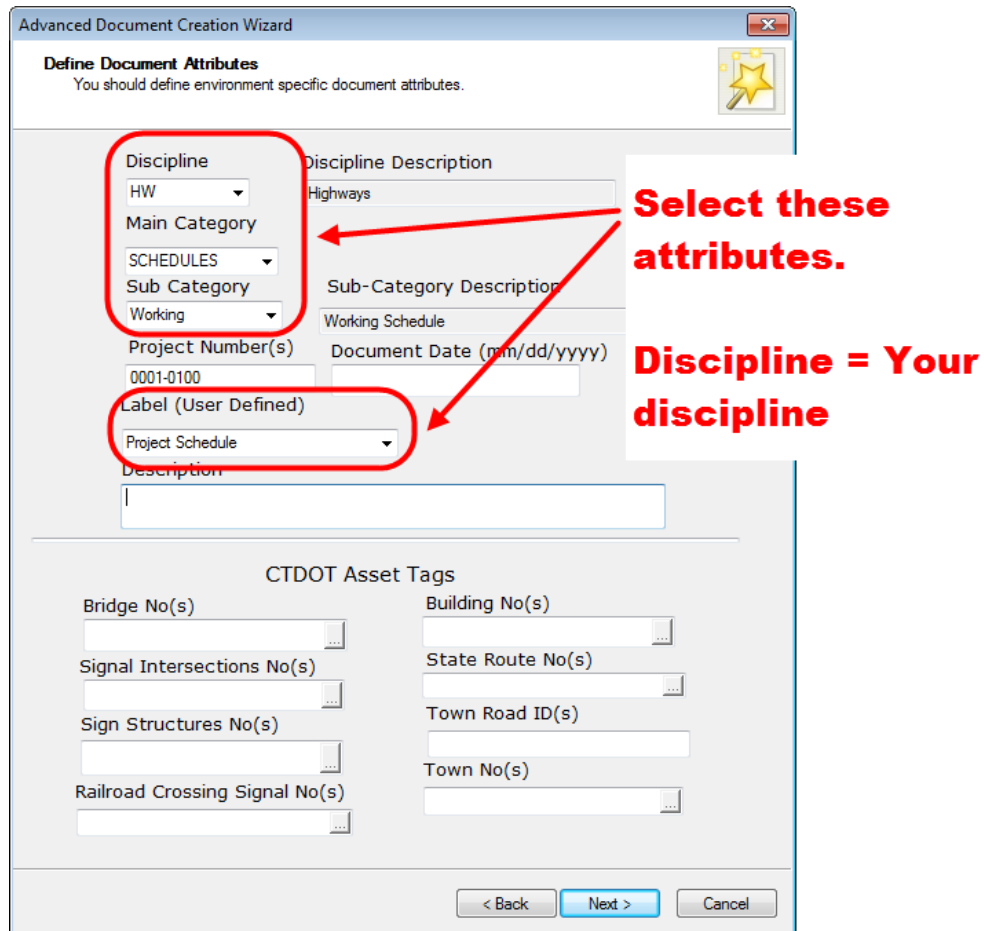 Advanced Document Creation Wizard
Define Document Attributes
You should define environment specific document attributes.
Discipline
Discipline Description
HW
Highways
Main Category
SCHEDULES
Sub Category
Sub-Category Description
Working
Working Schedule
Project Number(s)
Document Date (mm/dd/yyyy)
0001-0100
Label (User Defined)
Project Schedule
Description
Select these
attributes.
Discipline = Your
discipline
CTDOT Asset Tags
Bridge No(s)
Building No(s)
...
...
Signal Intersections No(s)
State Route No(s)
...
...
Sign Structures No(s)
Town Road ID(s)
...
Town No(s)
Railroad Crossing Signal No(s)
...
...
< Back
Next >
Cancel